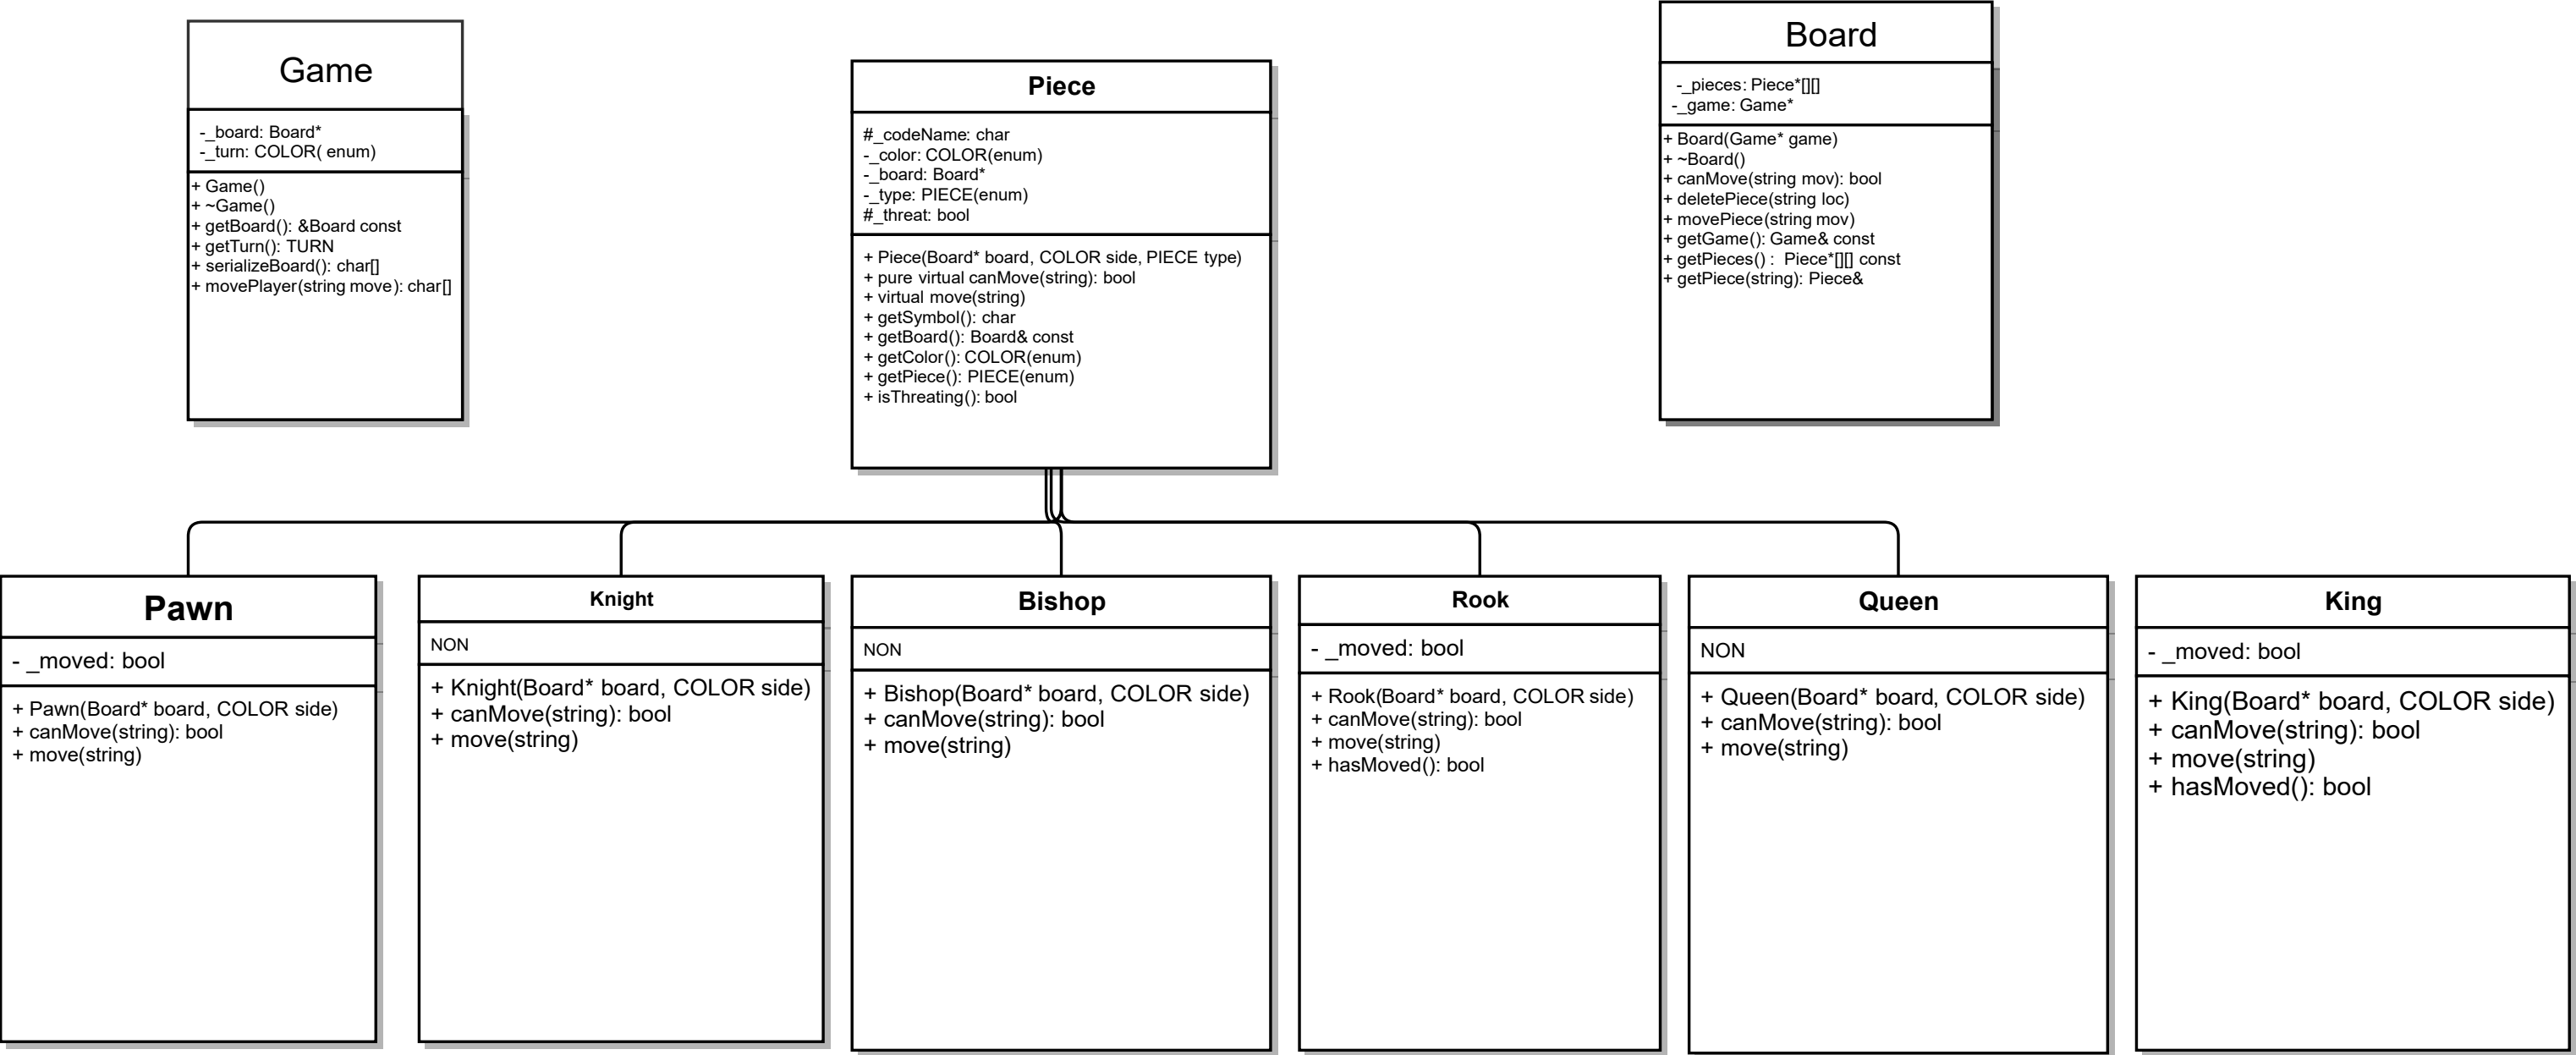 Game
-_board: Board*
-_turn: COLOR( enum)
+ Game()
+ ~Game()
+ getBoard(): &Board const
+ getTurn(): TURN
+ serializeBoard(): char[]
+ movePlayer(string move): char[]
Piece
#_codeName: char
-_color: COLOR(enum)
-_board: Board*
-_type: PIECE(enum)
#_threat: bool
+ Piece(Board* board, COLOR side, PIECE type)
+ pure virtual canMove(string): bool
+ virtual move(string)
+ getSymbol(): char
+ getBoard(): Board& const
+ getColor(): COLOR(enum)
+ getPiece(): PIECE(enum)
+ isThreating(): bool
Board
-_pieces: Piece*[][]
-_game: Game*
+ Board(Game* game)
+ ~Board()
+ canMove(string mov): bool
+ deletePiece(string loc)
+ movePiece(string mov)
+ getGame(): Game& const
+ getPieces() : Piece*[][] const
+ getPiece(string): Piece&
Pawn
- _moved: bool
+ Pawn(Board* board, COLOR side)
+ canMove(string): bool
+ move(string)
Knight
NON
+ Knight(Board* board, COLOR side)
+ canMove(string): bool
+ move(string)
Bishop
NON
+ Bishop(Board* board, COLOR side)
+ canMove(string): bool
+ move(string)
Rook
- _moved: bool
+ Rook(Board* board, COLOR side)
+ canMove(string): bool
+ move(string)
+ hasMoved(): bool
Queen
NON
+ Queen(Board* board, COLOR side)
+ canMove(string): bool
+ move(string)
King
- _moved: bool
+ King(Board* board, COLOR side)
+ canMove(string): bool
+ move(string)
+ hasMoved(): bool